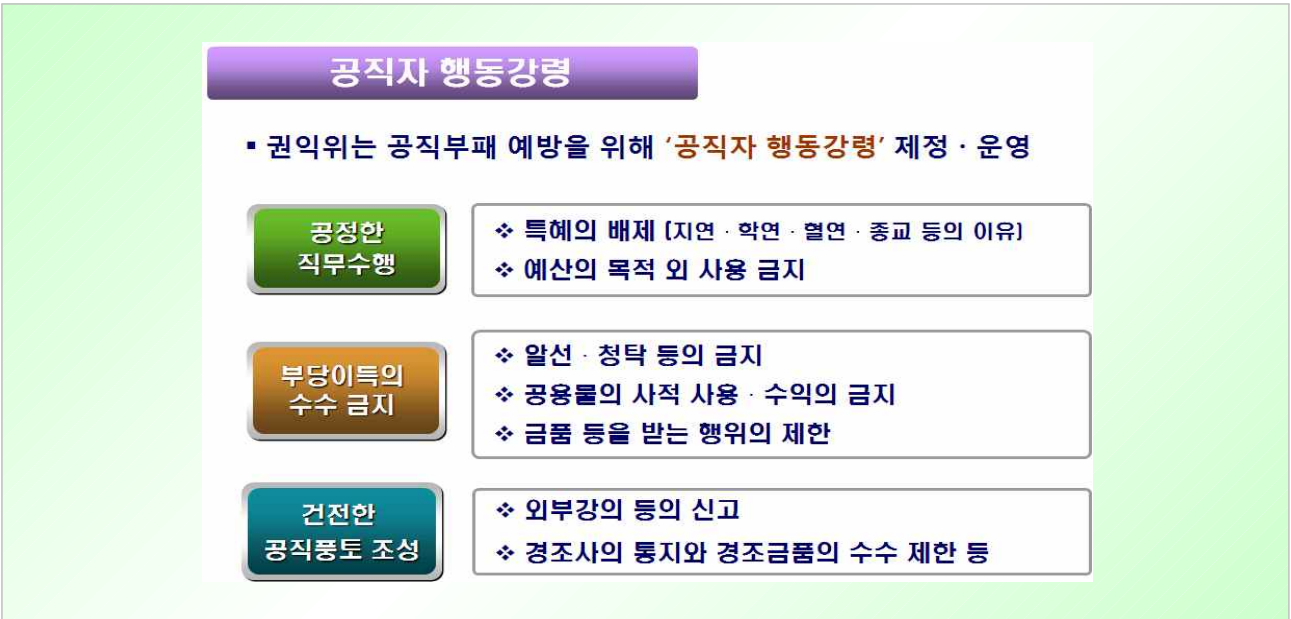 공직자 행동강령
▪ 권익위는 공직부패 예방을 위해 ‘공직자 행동강령’ 제정 · 운영
공정한
직무수행
❖ 특혜의 배제 (지연 · 학연 · 혈연 · 종교 등의 이유)
❖ 예산의 목적 외 사용 금지
부당이득의
수수 금지
❖ 알선 · 청탁 등의 금지
❖ 공용물의 사적 사용 · 수익의 금지
❖ 금품 등을 받는 행위의 제한
건전한
공직풍토 조성
❖ 외부강의 등의 신고
❖ 경조사의 통지와 경조금품의 수수 제한 등